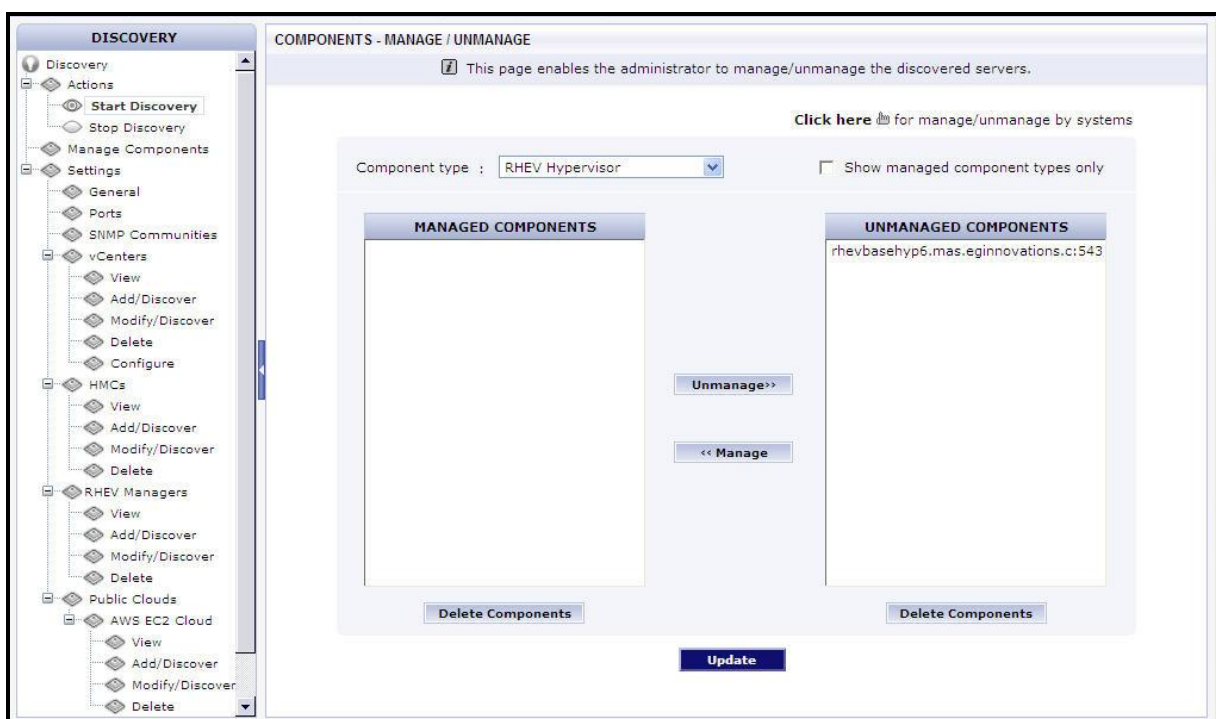 DISCOVERY
Discovery
Actions
Start Discovery
Stop Discovery
Manage Components
Settings
General
Ports
SNMP Communities
vCenters
View
Add/Discover
Modify/Discover
Delete
Configure
HMCs
View
Add/Discover
Modify/Discover
Delete
RHEV Managers
View
Add/Discover
Modify/Discover
Delete
Public Clouds
AWS EC2 Cloud
View
Add/Discover
Modify/Discover
Delete
COMPONENTS - MANAGE / UNMANAGE
i This page enables the administrator to manage/unmanage the discovered servers.
Click here for manage/unmanage by systems
Component type : RHEV Hypervisor Show managed component types only
MANAGED COMPONENTS
UNMANAGED COMPONENTS
rhevbasehyp6.mas.eginnovations.c:543
Unmanage>>
<< Manage
Delete Components
Delete Components
Update